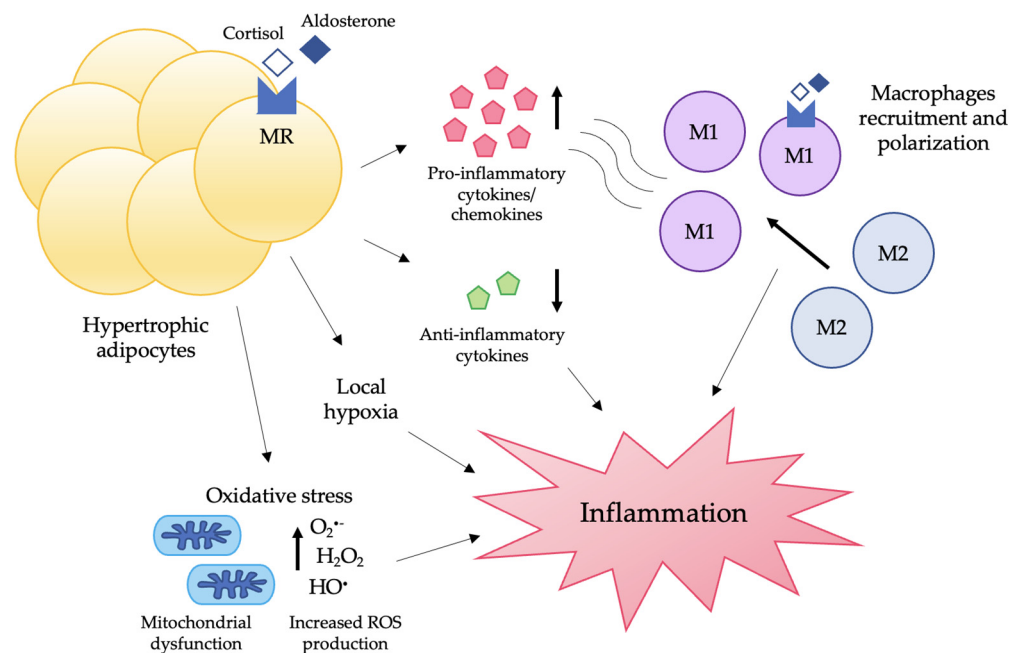 Cortisol
Aldosterone
MR
Hypertrophic
adipocytes
Pro-inflammatory
cytokines/
chemokines
Anti-inflammatory
cytokines
M1
M1
M1
Macrophages
recruitment and
polarization
M2
M2
Local
hypoxia
Oxidative stress
O₂•-
H₂O₂
HO•
Mitochondrial
dysfunction
Increased ROS
production
Inflammation